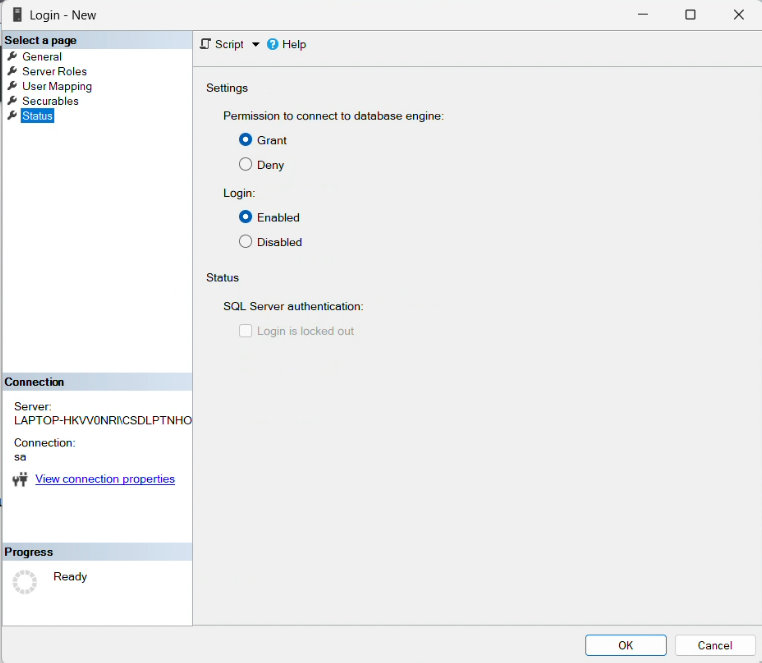 Login - New
Select a page
General
Server Roles
User Mapping
Securables
Status
Script
Help
Settings
Permission to connect to database engine:
Grant
Deny
Login:
Enabled
Disabled
Status
SQL Server authentication:
Login is locked out
Connection
Server:
LAPTOP-HKVV0NRI\CSDLPTNHO
Connection:
sa
View connection properties
Progress
Ready
OK
Cancel